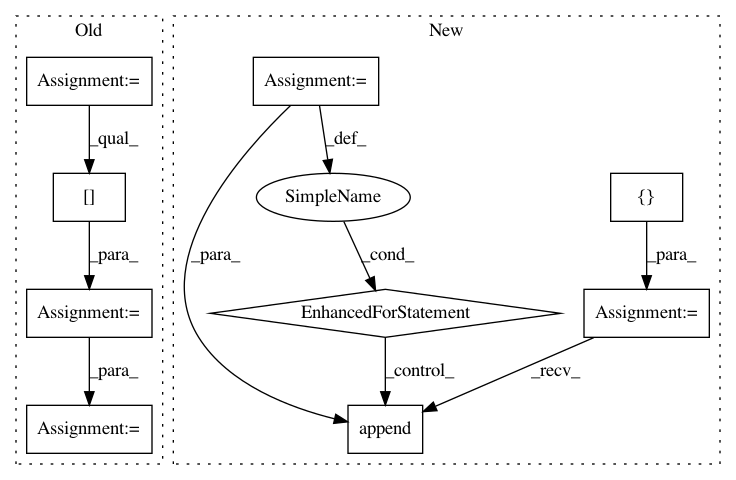 Old
New
Assignment:=
Assignment:=
_qual_
_def_
[]
SimpleName
{}
_para_
_para_
_cond_
_para_
Assignment:=
EnhancedForStatement
Assignment:=
_para_
_control_
_recv_
Assignment:=
append